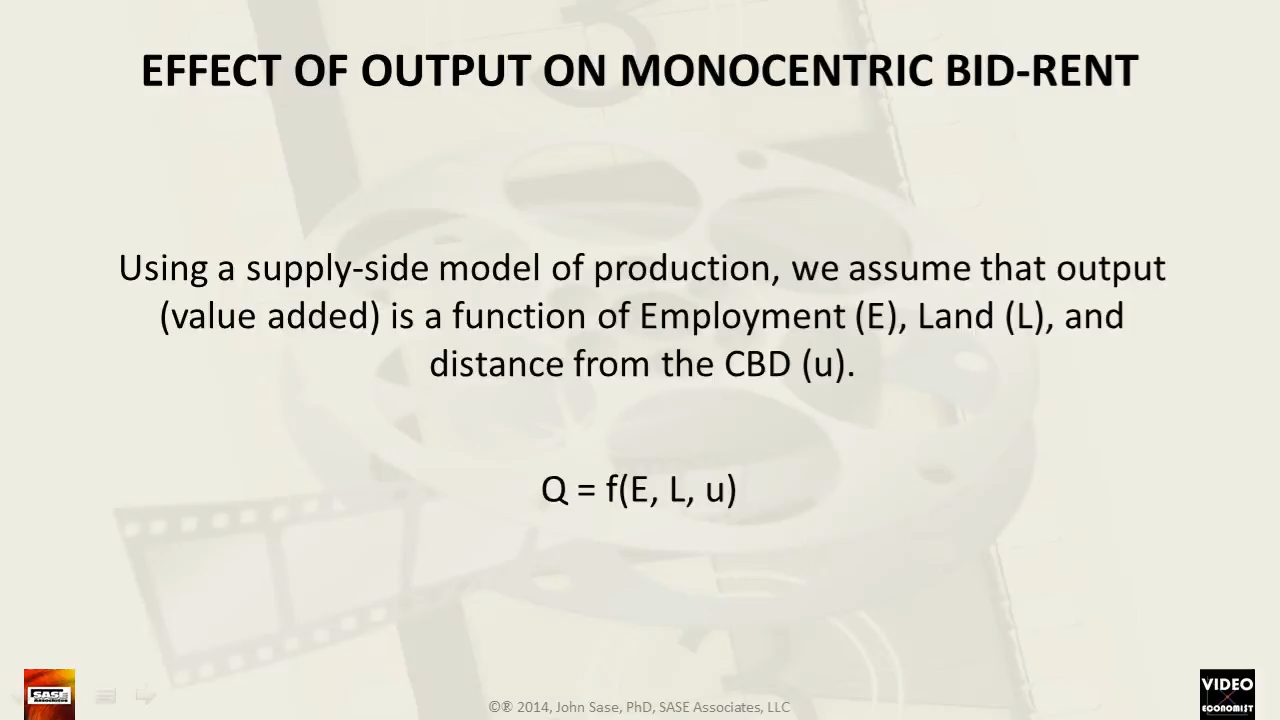 EFFECT OF OUTPUT ON MONOCENTRIC BID-RENT
Using a supply-side model of production, we assume that output
(value added) is a function of Employment (E), Land (L), and
distance from the CBD (u).
Q = f(E, L, u)
SASE
Associates
©® 2014, John Sase, PhD, SASE Associates, LLC
VIDEO
ECONOMIST